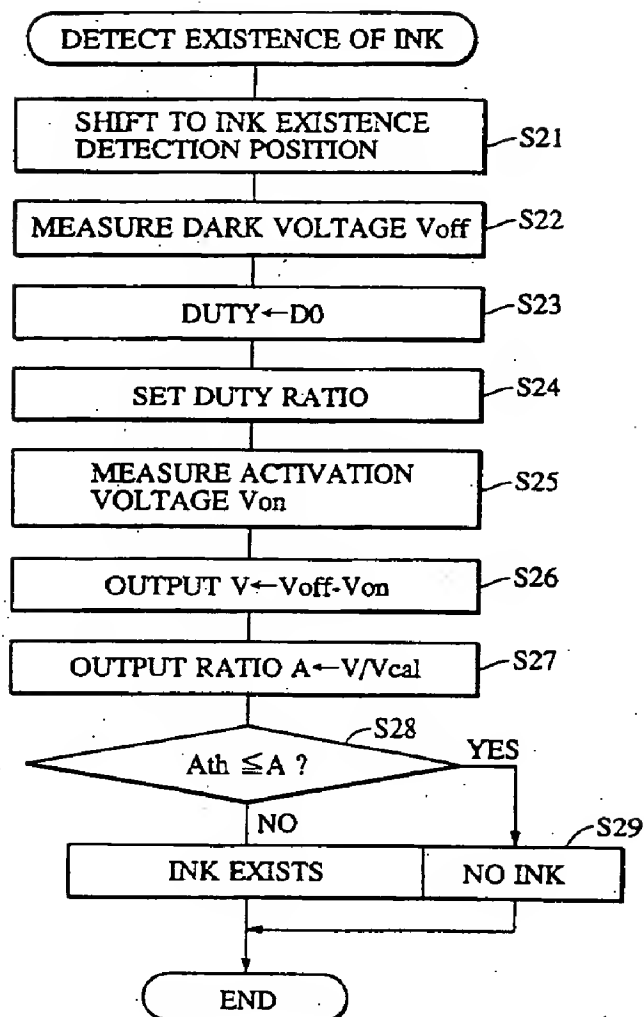 DETECT EXISTENCE OF INK
SHIFT TO INK EXISTENCE
DETECTION POSITION
S21
MEASURE DARK VOLTAGE Voff
S22
DUTY←D0
S23
SET DUTY RATIO
S24
MEASURE ACTIVATION
VOLTAGE Von
S25
OUTPUT V←Voff-Von
S26
OUTPUT RATIO A←V/Vcal
S27
S28
Ath ≦A ?
YES
NO
S29
INK EXISTS
NO INK
END